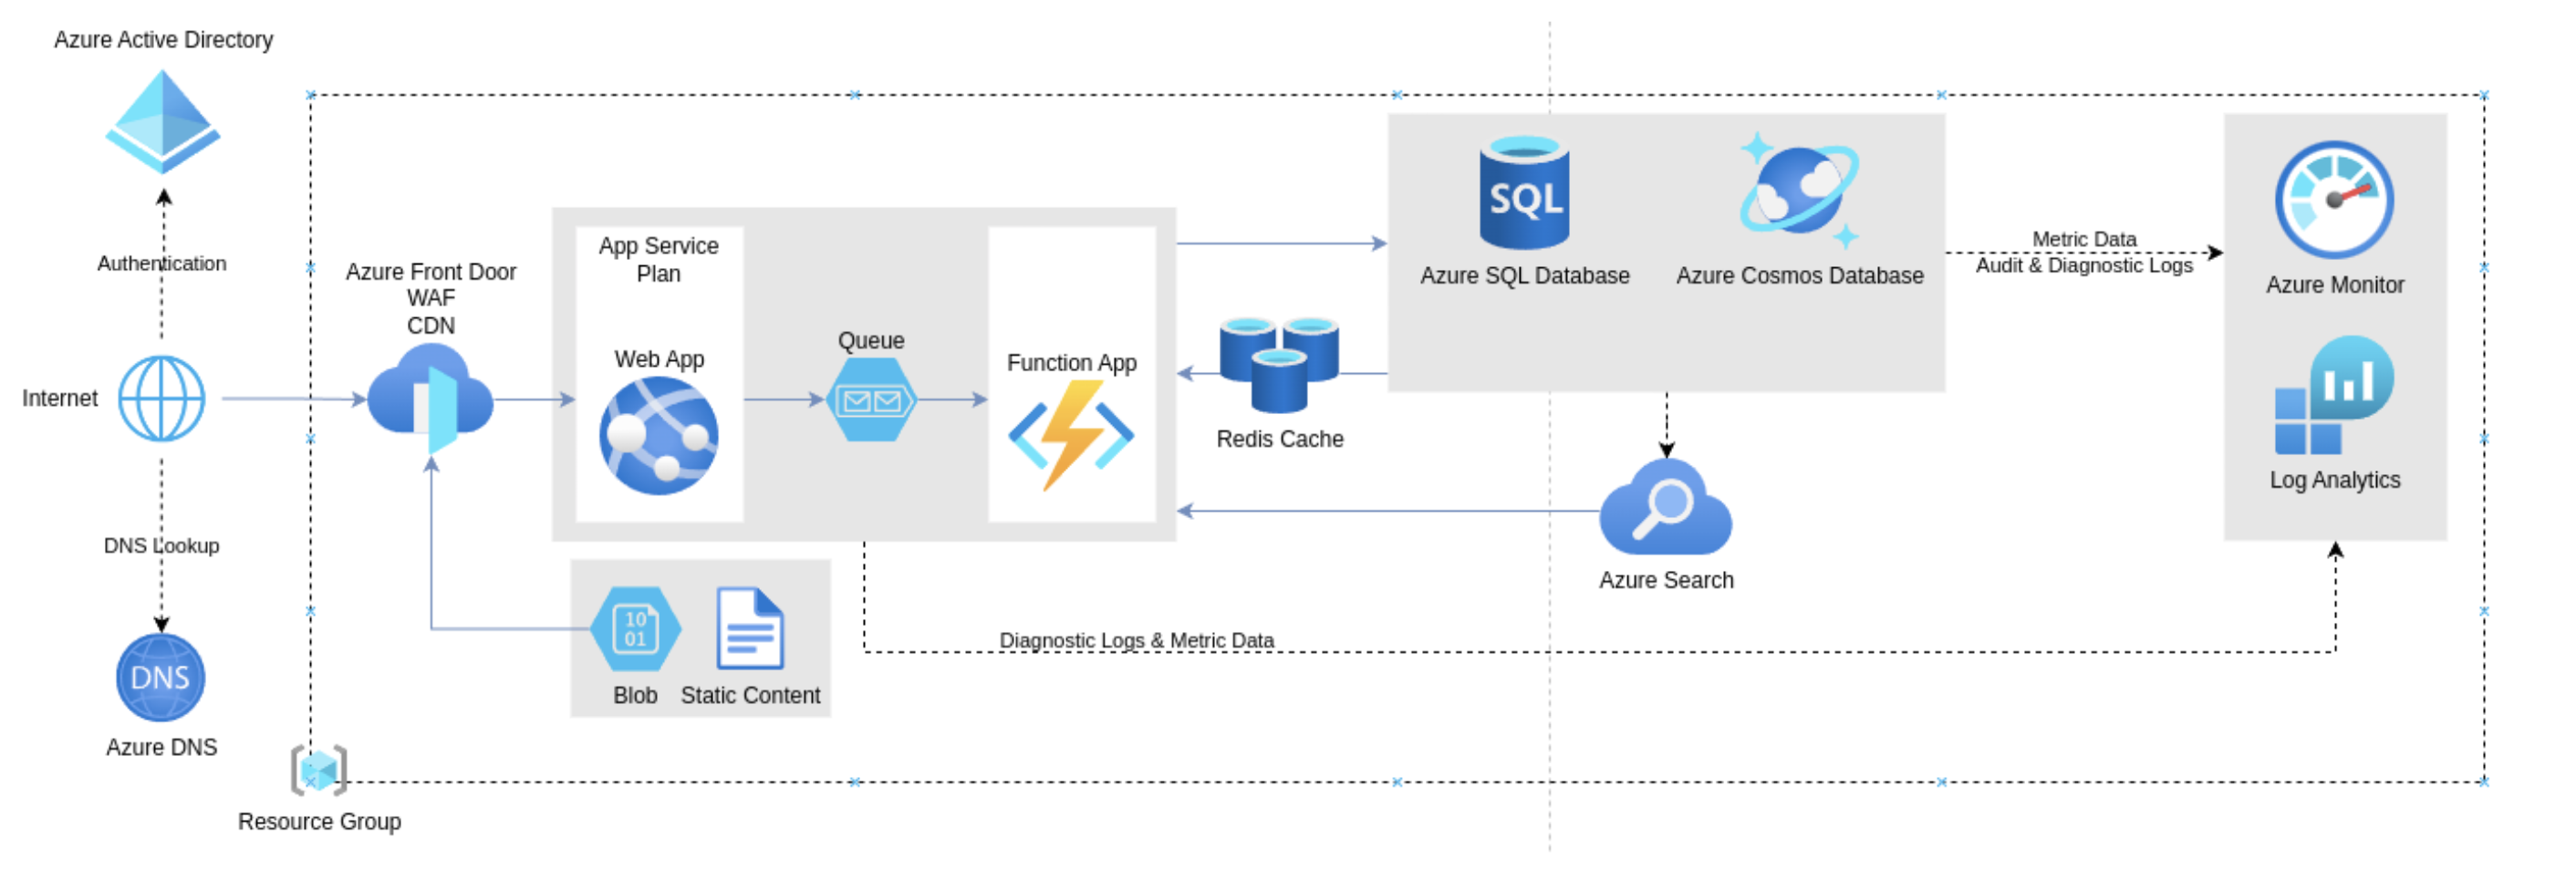 Azure Active Directory
Authentication
Internet
DNS Lookup
DNS
Azure DNS
Resource Group
Azure Front Door
WAF
CDN
App Service
Plan
Web App
Queue
Function App
10
01
Blob
Static Content
Diagnostic Logs & Metric Data
Redis Cache
SQL
Azure SQL Database
Azure Cosmos Database
Azure Search
Metric Data
Audit & Diagnostic Logs
Azure Monitor
Log Analytics